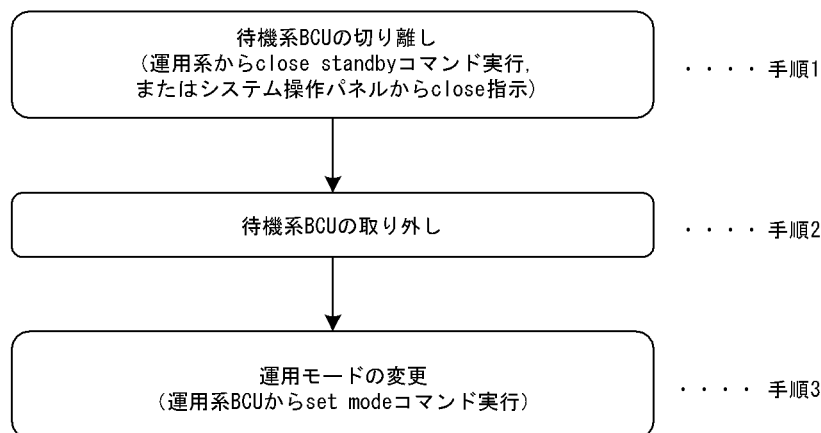 待機系BCUの切り離し
(運用系からclose standbyコマンド実行,
またはシステム操作パネルからclose指示)
・・・・ 手順1
待機系BCUの取り外し
・・・・ 手順2
運用モードの変更
(運用系BCUからset modeコマンド実行)
・・・・ 手順3